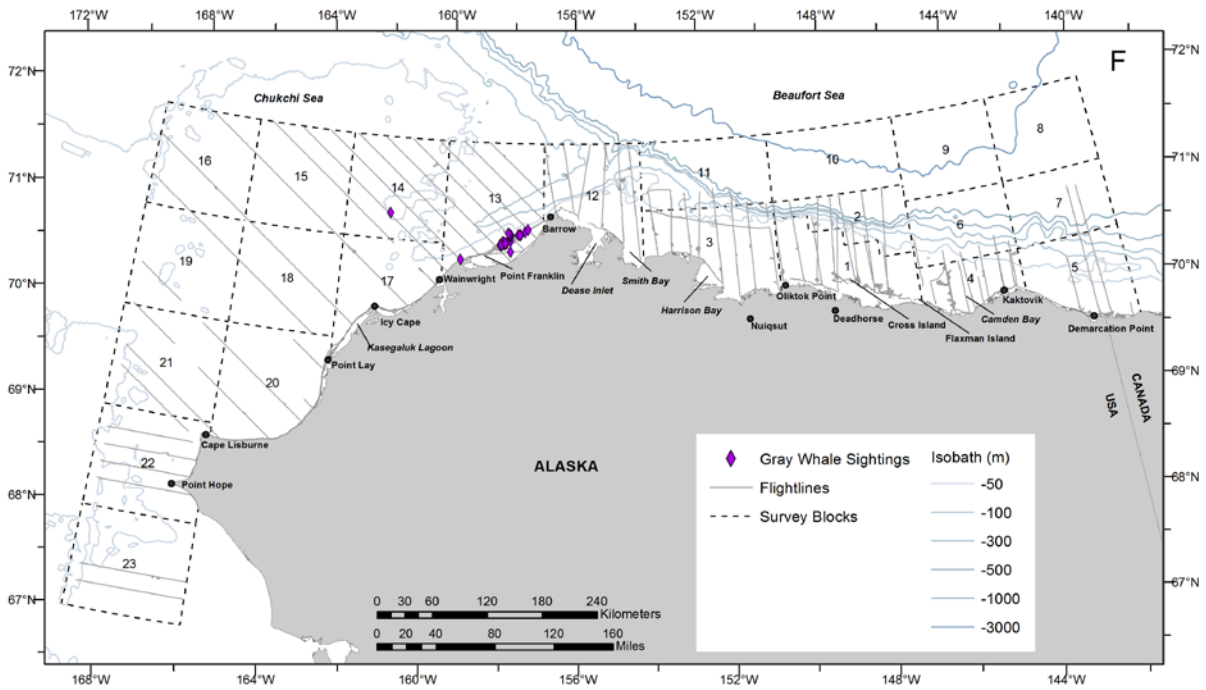 172°W 168°W 164°W 160°W 156°W 152°W 148°W 144°W 140°W
72°N 72°N
F
Chukchi Sea Beaufort Sea
8
9
10
16 15 14 13 12 11
71°N 71°N
7
2 6
3
Barrow
19 18 17 1 4 5
70°N 70°N
Wainwright Point Franklin
Dease Inlet
Smith Bay
Harrison Bay
Oliktok Point
Kaktovik
Icy Cape
Nuiqsut
Deadhorse
Cross Island
Camden Bay
Flaxman Island
Demarcation Point
Kasegaluk Lagoon
21 20
Point Lay
69°N 69°N
CANADA
USA
Cape Lisburne
22
Point Hope
ALASKA
68°N 68°N
23
67°N 67°N
Gray Whale Sightings
Flightlines
Survey Blocks
Isobath (m)
-50
-100
-300
-500
-1000
-3000
0 30 60 120 180 240
Kilometers
0 20 40 80 120 160
Miles
168°W 164°W 160°W 156°W 152°W 148°W 144°W